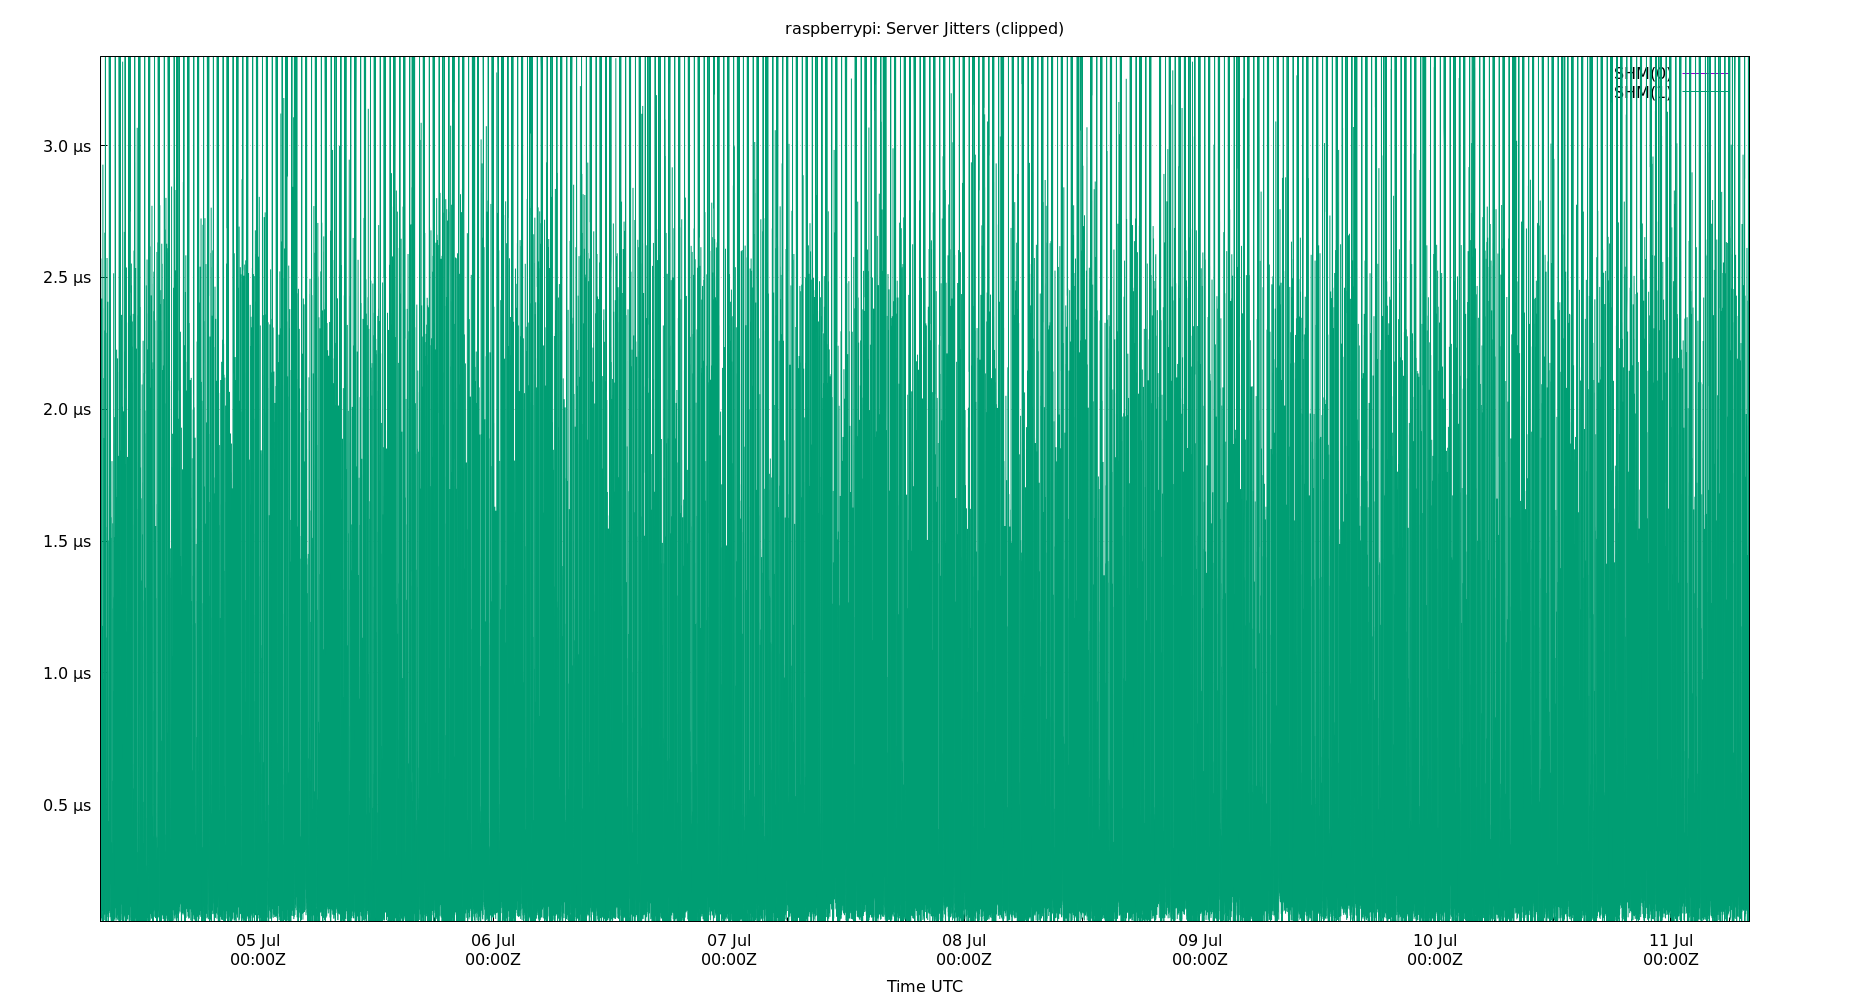 raspberrypi: Server Jitters (clipped)
SHM(0)
SHM(1)
3.0 µs
2.5 µs
2.0 µs
1.5 µs
1.0 µs
0.5 µs
05 Jul 06 Jul 07 Jul 08 Jul 09 Jul 10 Jul 11 Jul
00:00Z 00:00Z 00:00Z 00:00Z 00:00Z 00:00Z 00:00Z
Time UTC